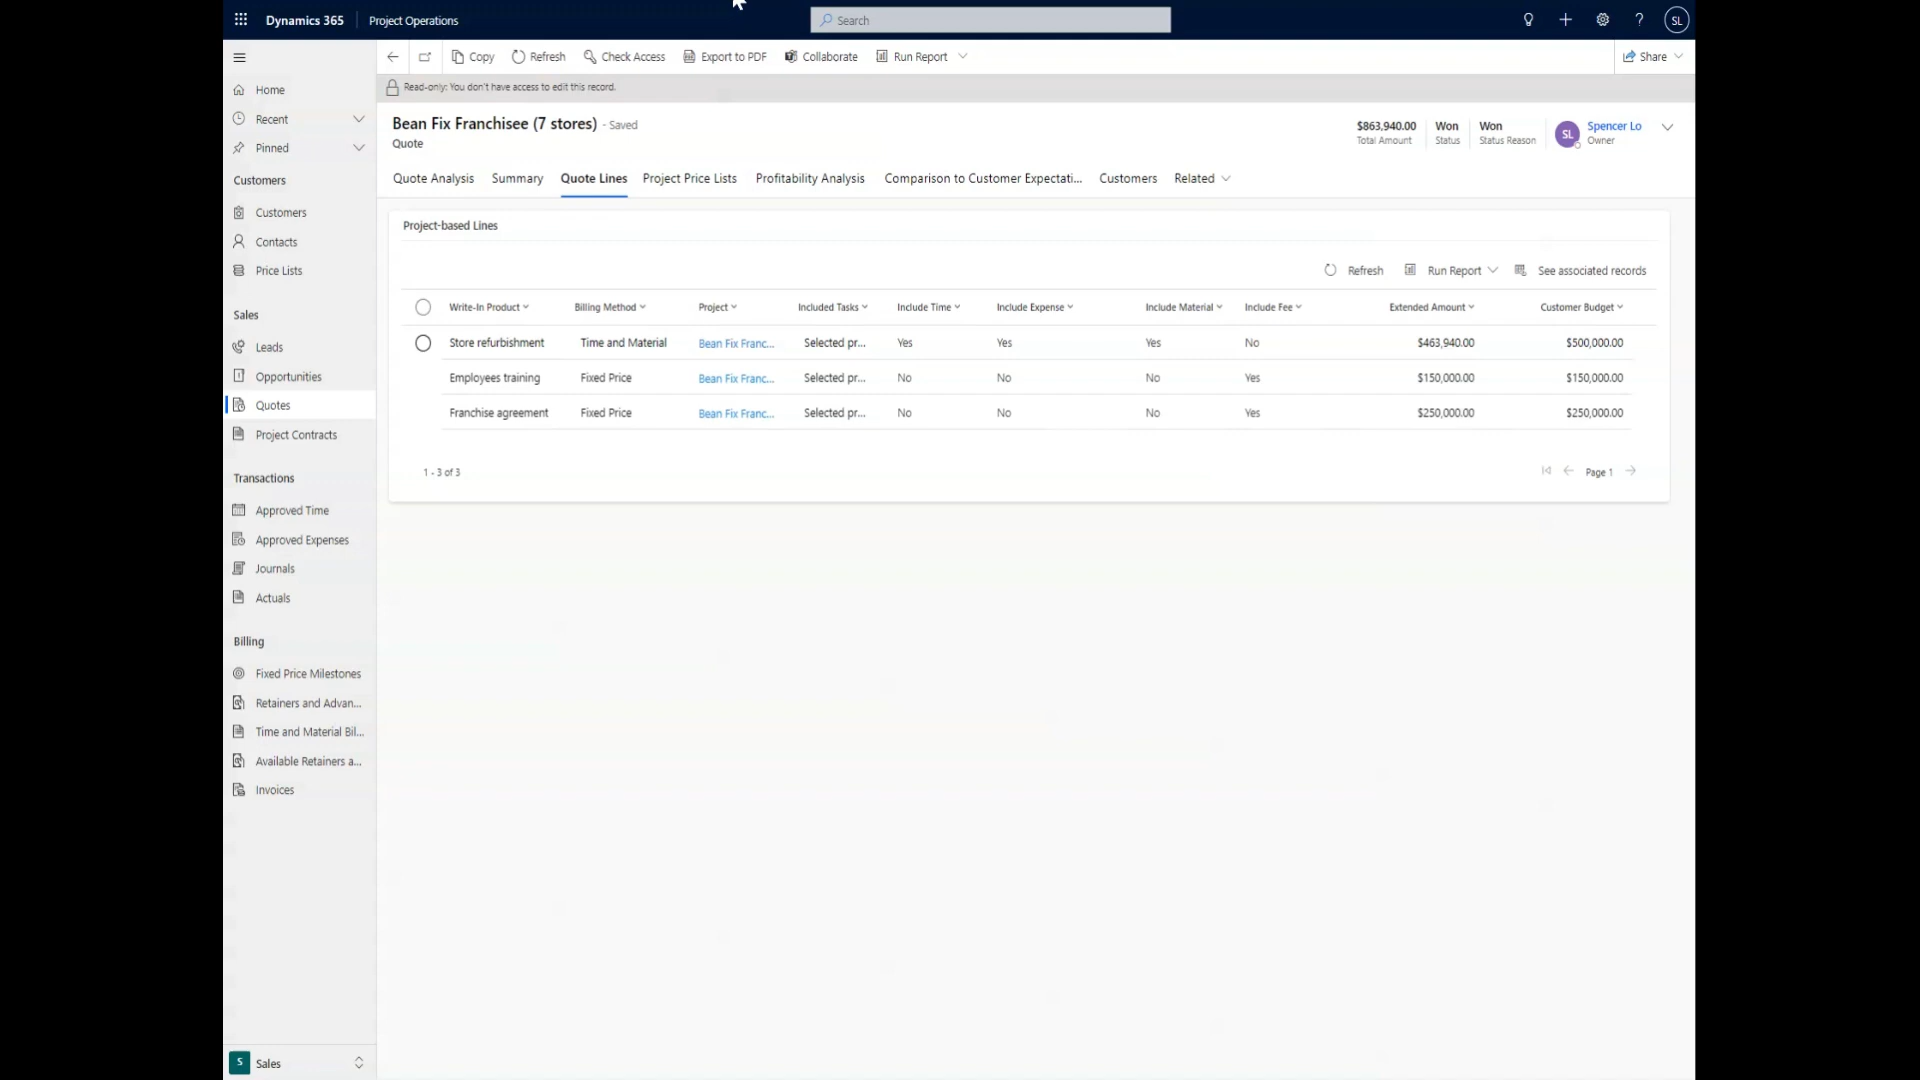 Dynamics 365 Project Operations Search ? SL
Copy Refresh Check Access Export to PDF Collaborate Run Report Share
Read-only: You don't have access to edit this record.
Bean Fix Franchisee (7 stores) - Saved
Quote
$863,940.00 Total Amount
Won Status
Won Status Reason
SL Spencer Lo Owner
Quote Analysis Summary Quote Lines Project Price Lists Profitability Analysis Comparison to Customer Expectati... Customers Related
Home
Recent
Pinned
Customers
Customers
Contacts
Price Lists
Sales
Leads
Opportunities
Quotes
Project Contracts
Transactions
Approved Time
Approved Expenses
Journals
Actuals
Billing
Fixed Price Milestones
Retainers and Advan...
Time and Material Bil...
Available Retainers a...
Invoices
S Sales
Project-based Lines
Refresh Run Report See associated records
Write-In Product Billing Method Project Included Tasks Include Time Include Expense Include Material Include Fee Extended Amount Customer Budget
Store refurbishment Time and Material Bean Fix Franc... Selected pr... Yes Yes Yes No $463,940.00 $500,000.00
Employees training Fixed Price Bean Fix Franc... Selected pr... No No No Yes $150,000.00 $150,000.00
Franchise agreement Fixed Price Bean Fix Franc... Selected pr... No No No Yes $250,000.00 $250,000.00
1 - 3 of 3 Page 1